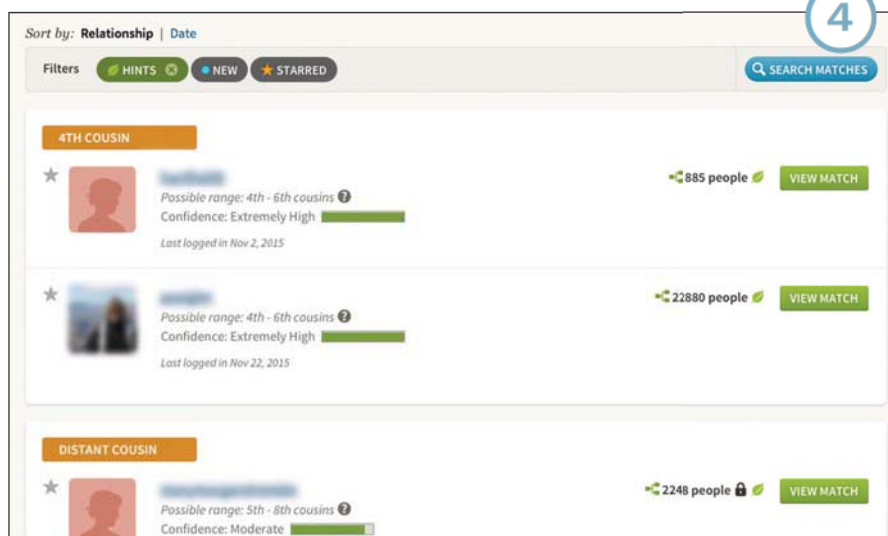 4
Sort by: Relationship | Date
Filters HINTS NEW STARRED SEARCH MATCHES
4TH COUSIN
885 people VIEW MATCH
Possible range: 4th - 6th cousins ?
Confidence: Extremely High
Last logged in Nov 2, 2015
22880 people VIEW MATCH
Possible range: 4th - 6th cousins ?
Confidence: Extremely High
Last logged in Nov 22, 2015
DISTANT COUSIN
2248 people VIEW MATCH
Possible range: 5th - 8th cousins ?
Confidence: Moderate